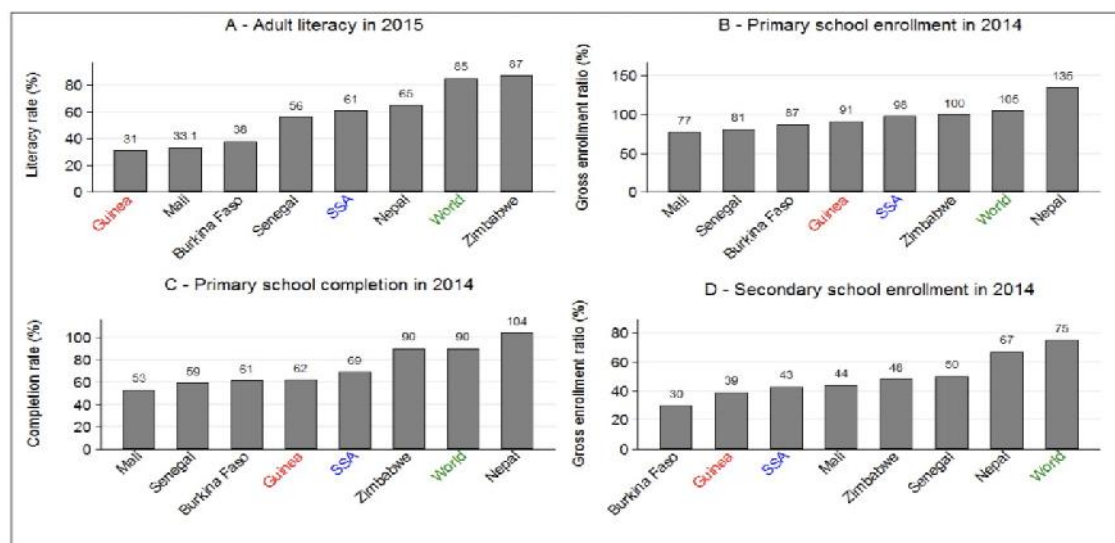 A - Adult literacy in 2015
Literacy rate (%)
80
60
40
20
0
31
33.1
38
56
61
65
85
87
Guinea
Mali
Burkina Faso
Senegal
SSA
Nepal
World
Zimbabwe
B - Primary school enrollment in 2014
Gross enrollment ratio (%)
150
100
50
0
77
81
87
91
98
100
105
135
Mali
Senegal
Burkina Faso
Guinea
SSA
Zimbabwe
World
Nepal
C - Primary school completion in 2014
Completion rate (%)
100
80
60
40
20
0
53
59
61
62
69
90
90
104
Mali
Senegal
Burkina Faso
Guinea
SSA
Zimbabwe
World
Nepal
D - Secondary school enrollment in 2014
Gross enrollment ratio (%)
80
60
40
20
0
30
39
43
44
48
50
67
75
Burkina Faso
Guinea
SSA
Mali
Zimbabwe
Senegal
Nepal
World